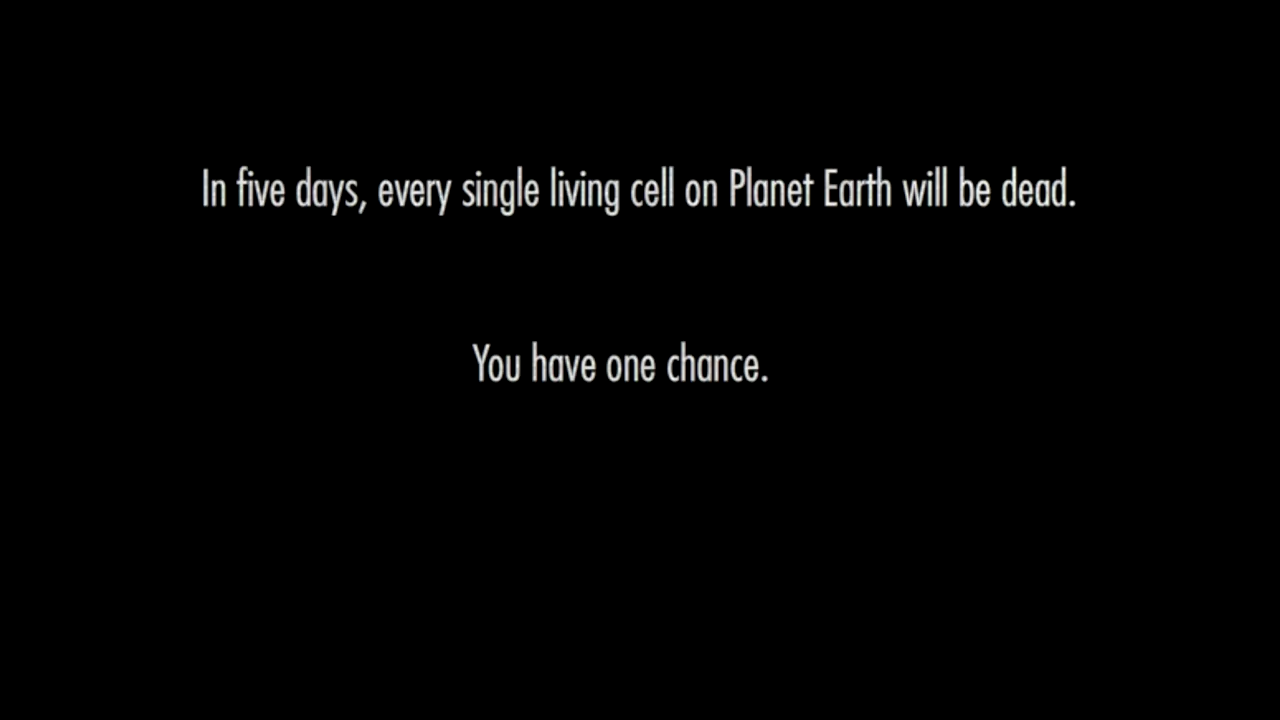 In five days, every single living cell on Planet Earth will be dead.
You have one chance.